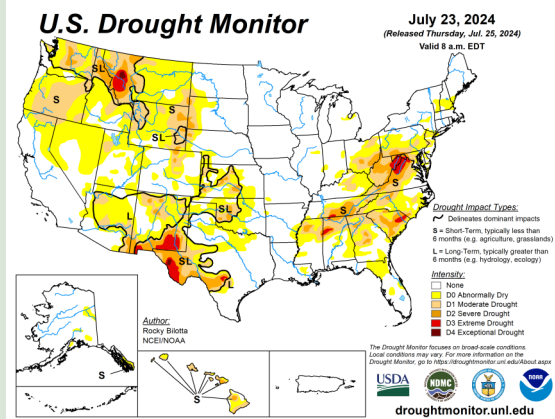 U.S. Drought Monitor
July 23, 2024
(Released Thursday, Jul. 25, 2024)
Valid 8 a.m. EDT
SL
S
S
SL
L
SL
SL
L
S
S
S
S
S
Drought Impact Types:
Delineates dominant impacts
S = Short-Term, typically less than
6 months (e.g. agriculture, grasslands)
L = Long-Term, typically greater than
6 months (e.g. hydrology, ecology)
Intensity:
None
D0 Abnormally Dry
D1 Moderate Drought
D2 Severe Drought
D3 Extreme Drought
D4 Exceptional Drought
Author:
Rocky Bilotta
NCEI/NOAA
The Drought Monitor focuses on broad-scale conditions.
Local conditions may vary. For more information on the
Drought Monitor, go to https://droughtmonitor.unl.edu/About.aspx
USDA
NDMC
NOAA
droughtmonitor.unl.edu